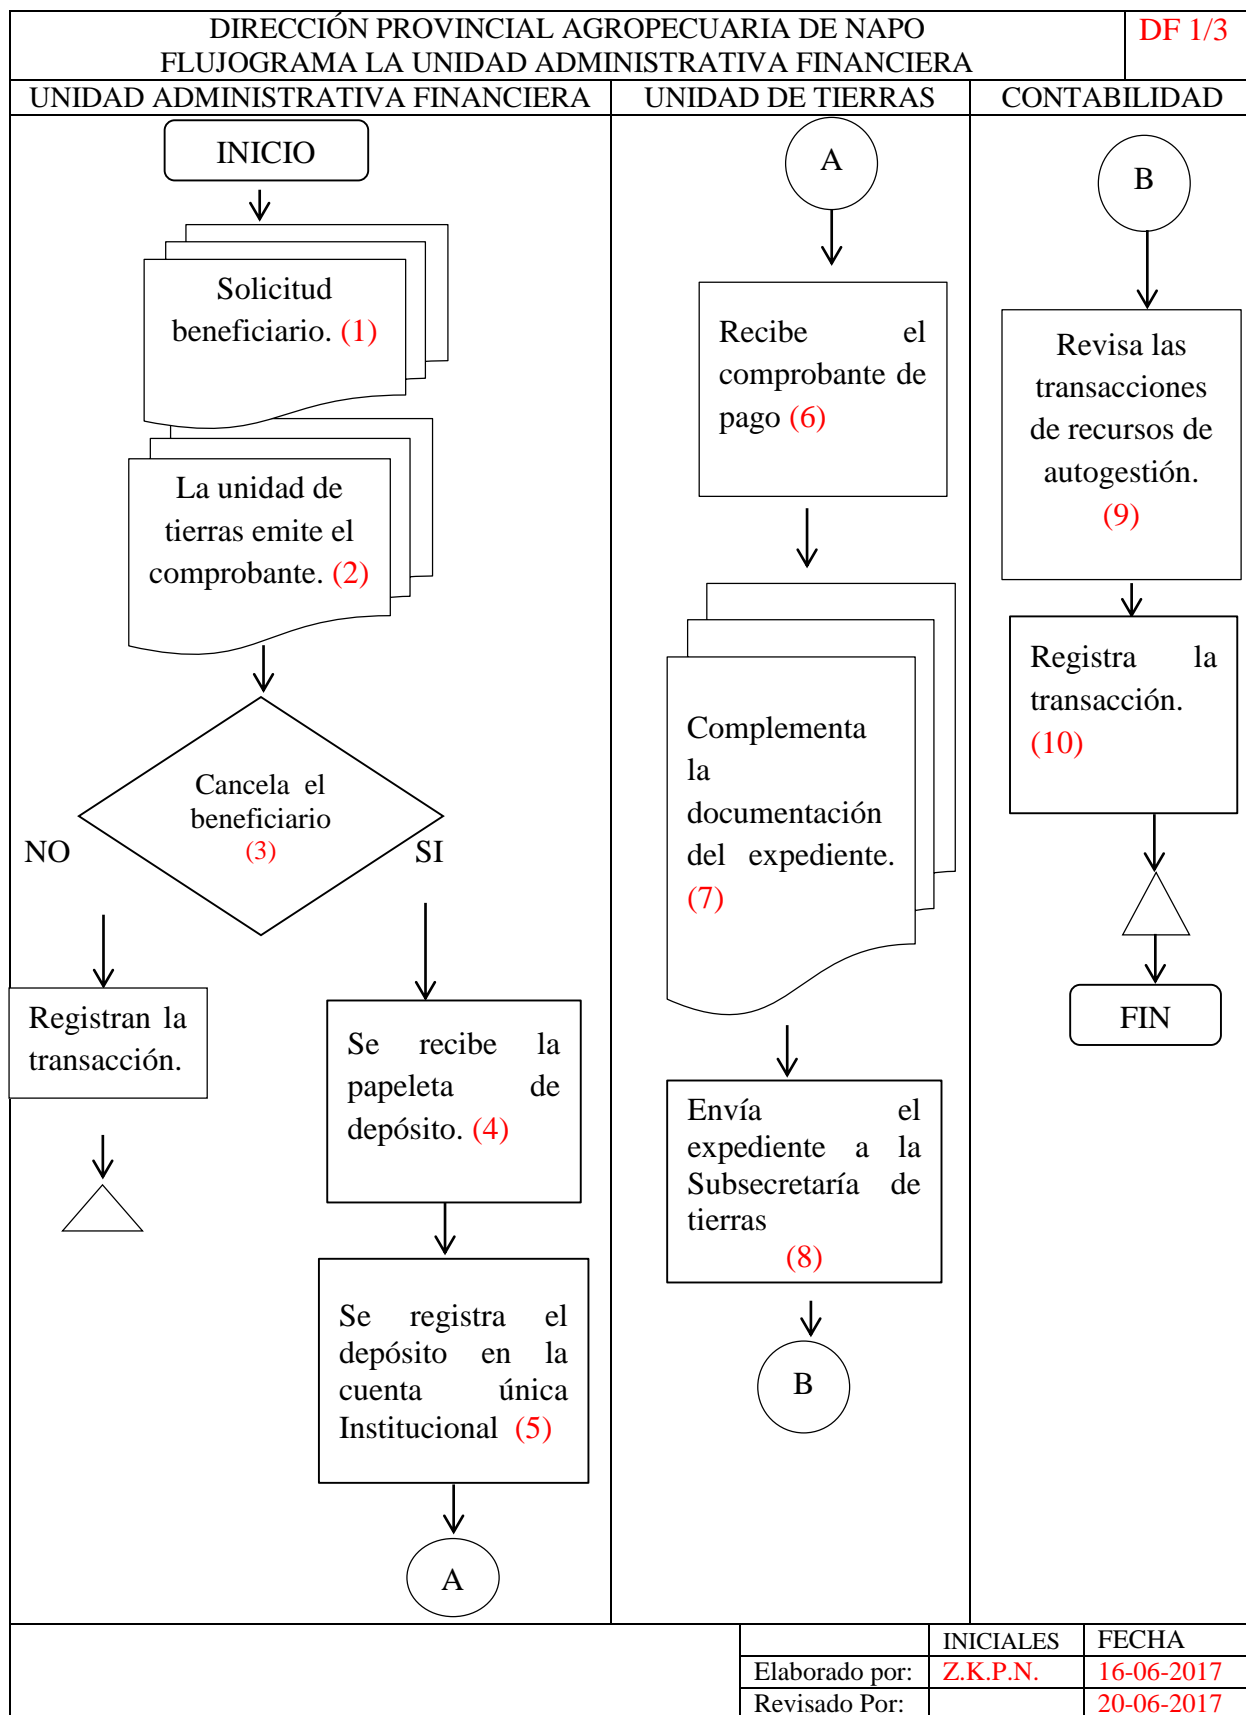 DIRECCIÓN PROVINCIAL AGROPECUARIA DE NAPO
FLUJOGRAMA LA UNIDAD ADMINISTRATIVA FINANCIERA
DF 1/3
UNIDAD ADMINISTRATIVA FINANCIERA
UNIDAD DE TIERRAS
CONTABILIDAD
INICIO
Solicitud
beneficiario. (1)
La unidad de
tierras emite el
comprobante. (2)
Cancela el
beneficiario
(3)
NO
SI
Registran la
transacción.
Se recibe la
papeleta de
depósito. (4)
Se registra el
depósito en la
cuenta única
Institucional (5)
A
A
Recibe el
comprobante de
pago (6)
Complementa
la
documentación
del expediente.
(7)
Envía el
expediente a la
Subsecretaría de
tierras
(8)
B
B
Revisa las
transacciones
de recursos de
autogestión.
(9)
Registra la
transacción.
(10)
FIN
INICIALES FECHA
Elaborado por: Z.K.P.N. 16-06-2017
Revisado Por: 20-06-2017